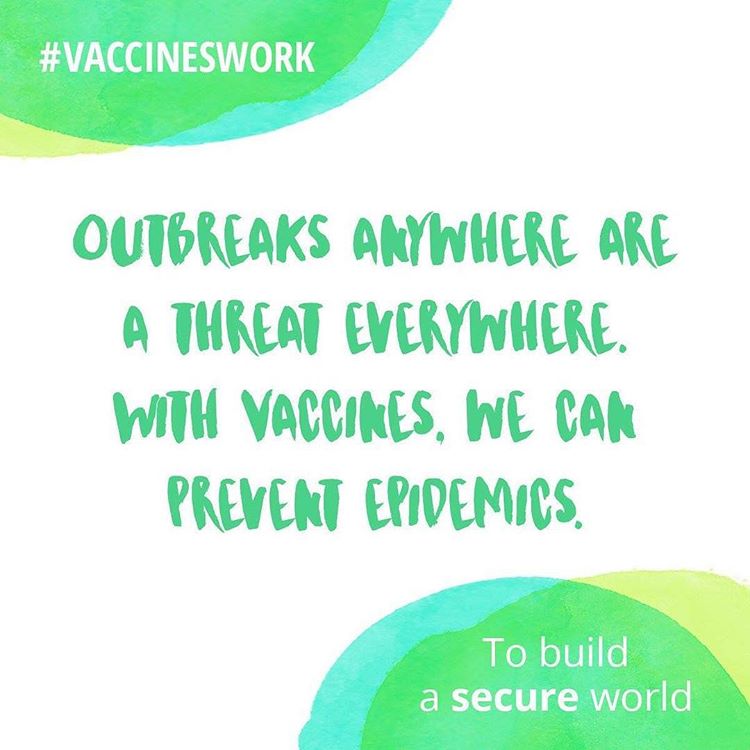 #VACCINESWORK
OUTBREAKS ANYWHERE ARE
A THREAT EVERYWHERE.
WITH VACCINES, WE CAN
PREVENT EPIDEMICS.
To build
a secure world